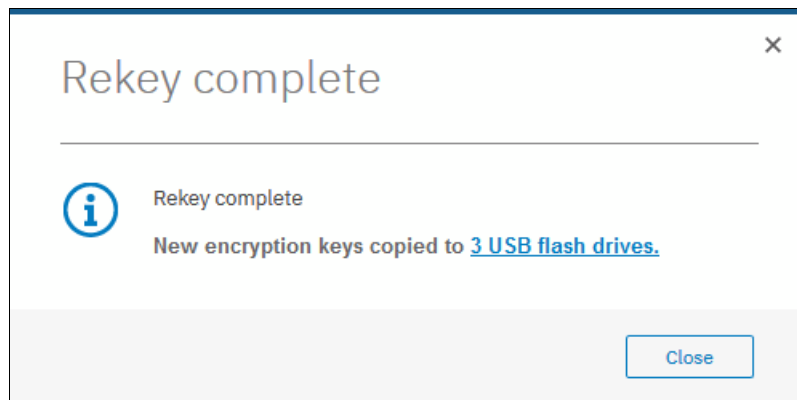 Rekey complete
Rekey complete
New encryption keys copied to 3 USB flash drives.
Close